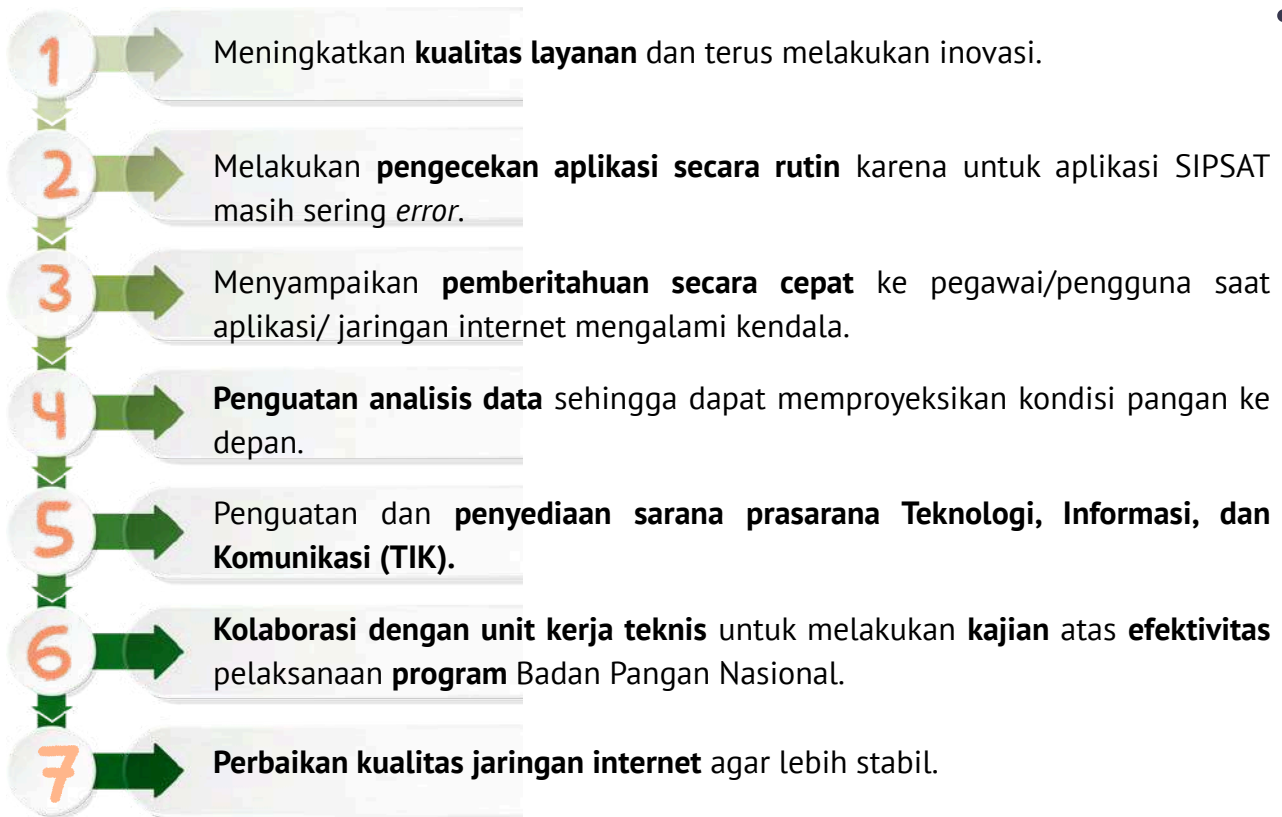 1 Meningkatkan kualitas layanan dan terus melakukan inovasi.
2 Melakukan pengecekan aplikasi secara rutin karena untuk aplikasi SIPSAT
masih sering error.
3 Menyampaikan pemberitahuan secara cepat ke pegawai/pengguna saat
aplikasi/ jaringan internet mengalami kendala.
4 Penguatan analisis data sehingga dapat memproyeksikan kondisi pangan ke
depan.
5 Penguatan dan penyediaan sarana prasarana Teknologi, Informasi, dan
Komunikasi (TIK).
6 Kolaborasi dengan unit kerja teknis untuk melakukan kajian atas efektivitas
pelaksanaan program Badan Pangan Nasional.
7 Perbaikan kualitas jaringan internet agar lebih stabil.